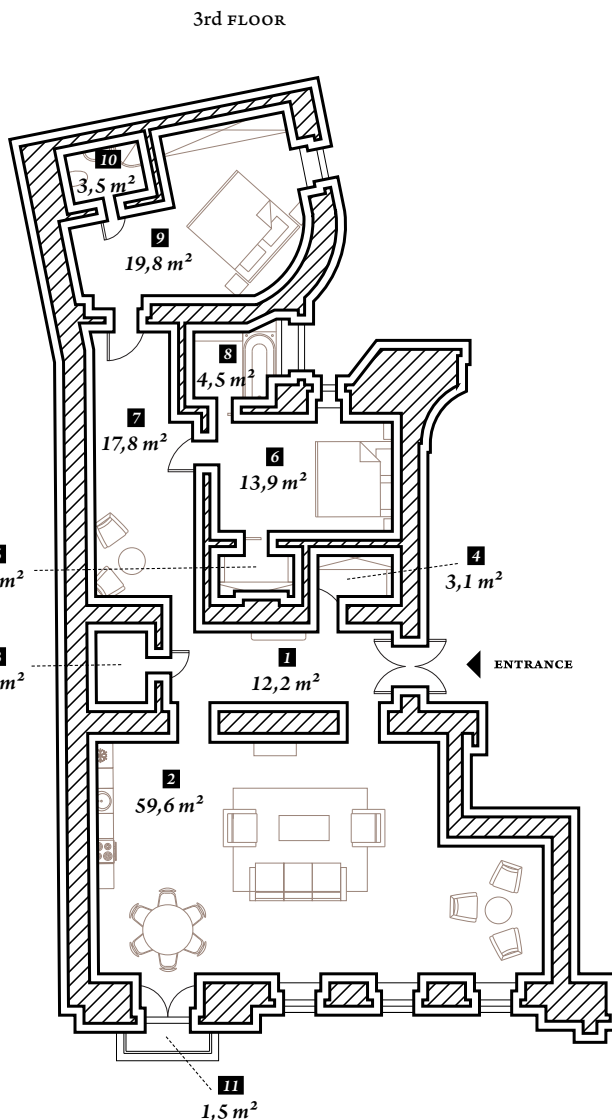 3rd FLOOR
10
3,5 m²
9
19,8 m²
8
4,5 m²
7
17,8 m²
6
13,9 m²
m²
4
3,1 m²
1
12,2 m²
ENTRANCE
m²
2
59,6 m²
11
1,5 m²